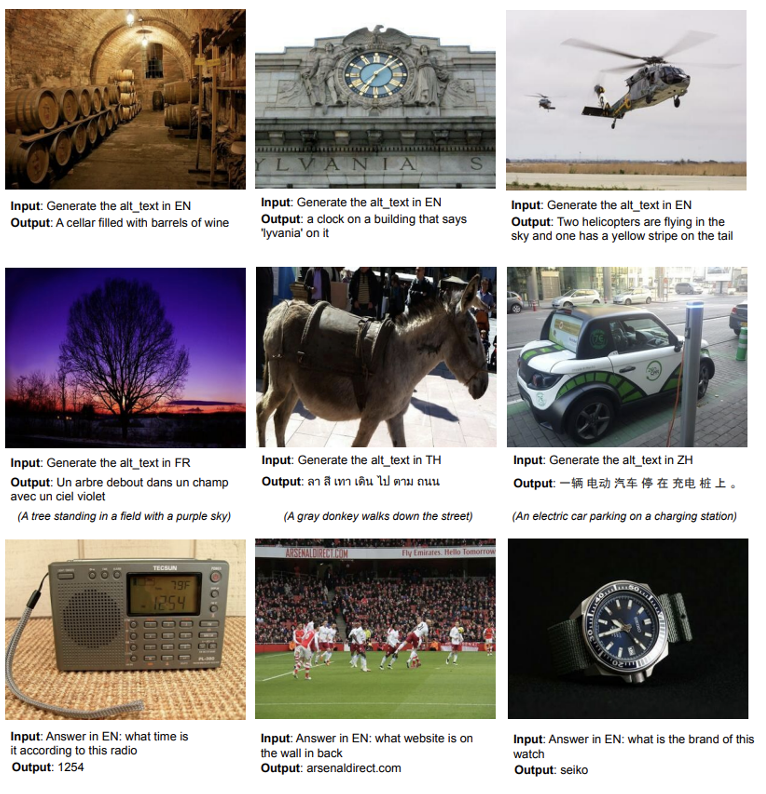 YLVANIA S
Input: Generate the alt_text in EN
Output: A cellar filled with barrels of wine
Input: Generate the alt_text in EN
Output: a clock on a building that says
'lyvania' on it
Input: Generate the alt_text in EN
Output: Two helicopters are flying in the
sky and one has a yellow stripe on the tail
Input: Generate the alt_text in FR
Output: Un arbre debout dans un champ
avec un ciel violet
(A tree standing in a field with a purple sky)
Input: Generate the alt_text in TH
Output: ลา สี เทา เดิน ไป ตาม ถนน
(A gray donkey walks down the street)
Input: Generate the alt_text in ZH
Output: 一辆 电动 汽车 停 在 充电 桩 上 。
(An electric car parking on a charging station)
TECSUN
79F
1254
ARSENALDIRECT.COM
Fly Emirates. Hello Tomorrow
Input: Answer in EN: what time is
it according to this radio
Output: 1254
Input: Answer in EN: what website is on
the wall in back
Output: arsenaldirect.com
Input: Answer in EN: what is the brand of this
watch
Output: seiko